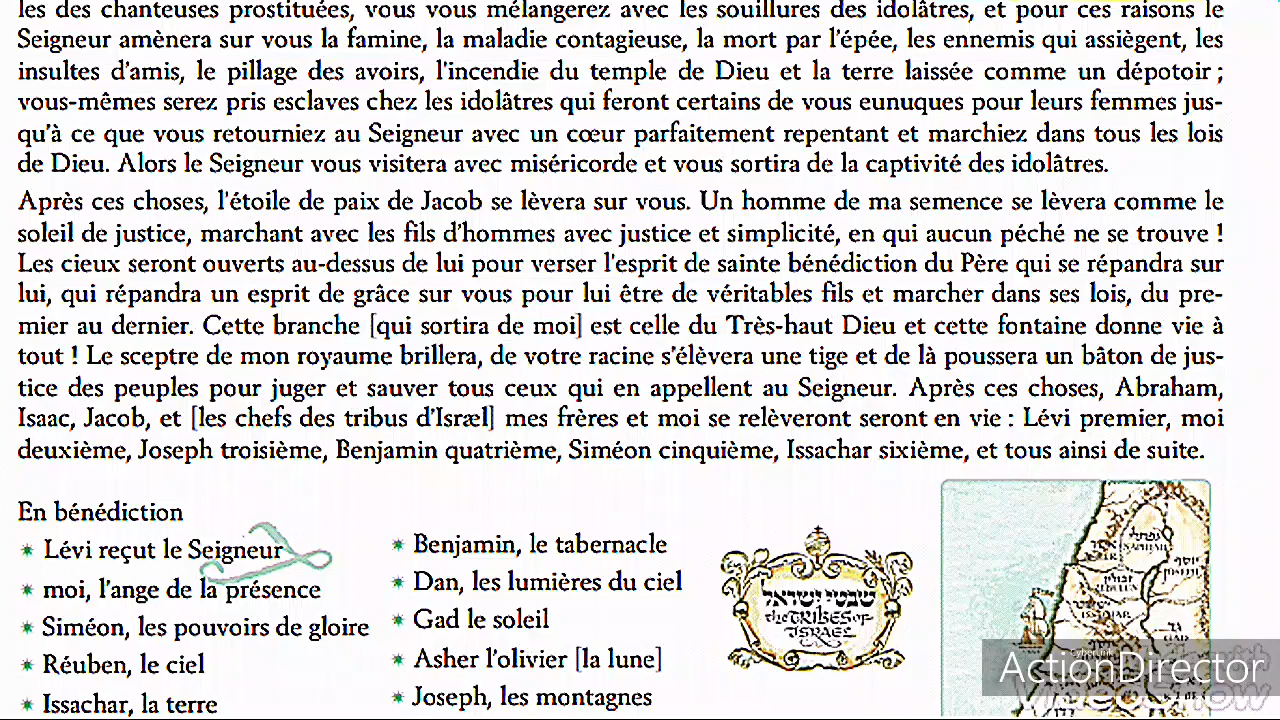 les des chanteuses prostituées, vous vous mélangerez avec les souillures des idolâtres, et pour ces raisons le
Seigneur amènera sur vous la famine, la maladie contagieuse, la mort par l'épée, les ennemis qui assiègent, les
insultes d'amis, le pillage des avoirs, l'incendie du temple de Dieu et la terre laissée comme un dépotoir ;
vous-mêmes serez pris esclaves chez les idolâtres qui feront certains de vous eunuques pour leurs femmes jus-
qu'à ce que vous retourniez au Seigneur avec un cœur parfaitement repentant et marchiez dans tous les lois
de Dieu. Alors le Seigneur vous visitera avec miséricorde et vous sortira de la captivité des idolâtres.
Après ces choses, l'étoile de paix de Jacob se lèvera sur vous. Un homme de ma semence se lèvera comme le
soleil de justice, marchant avec les fils d'hommes avec justice et simplicité, en qui aucun péché ne se trouve !
Les cieux seront ouverts au-dessus de lui pour verser l'esprit de sainte bénédiction du Père qui se répandra sur
lui, qui répandra un esprit de grâce sur vous pour lui être de véritables fils et marcher dans ses lois, du pre-
mier au dernier. Cette branche [qui sortira de moi] est celle du Très-haut Dieu et cette fontaine donne vie à
tout ! Le sceptre de mon royaume brillera, de votre racine s'élèvera une tige et de là poussera un bâton de jus-
tice des peuples pour juger et sauver tous ceux qui en appellent au Seigneur. Après ces choses, Abraham,
Isaac, Jacob, et [les chefs des tribus d'Isræl] mes frères et moi se relèveront seront en vie : Lévi premier, moi
deuxième, Joseph troisième, Benjamin quatrième, Siméon cinquième, Issachar sixième, et tous ainsi de suite.
En bénédiction
* Lévi reçut le Seigneur
* moi, l'ange de la présence
* Siméon, les pouvoirs de gloire
* Réuben, le ciel
* Issachar, la terre
* Benjamin, le tabernacle
* Dan, les lumières du ciel
* Gad le soleil
* Asher l'olivier [la lune]
* Joseph, les montagnes
שבטי ישראל
the TRIBES of
ISRAEL
CyberLink
ActionDirector